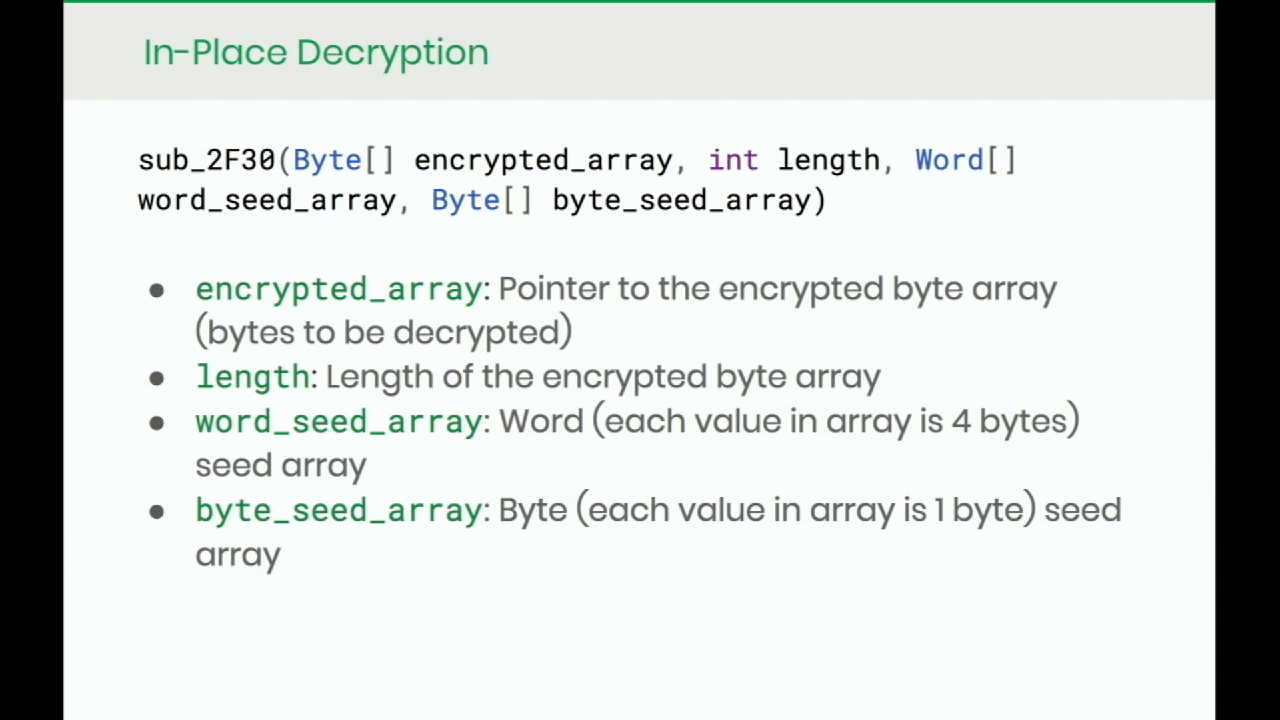 In-Place Decryption
sub_2F30(Byte[] encrypted_array, int length, Word[]
word_seed_array, Byte[] byte_seed_array)
● encrypted_array: Pointer to the encrypted byte array
(bytes to be decrypted)
● length: Length of the encrypted byte array
● word_seed_array: Word (each value in array is 4 bytes)
seed array
● byte_seed_array: Byte (each value in array is 1 byte) seed
array